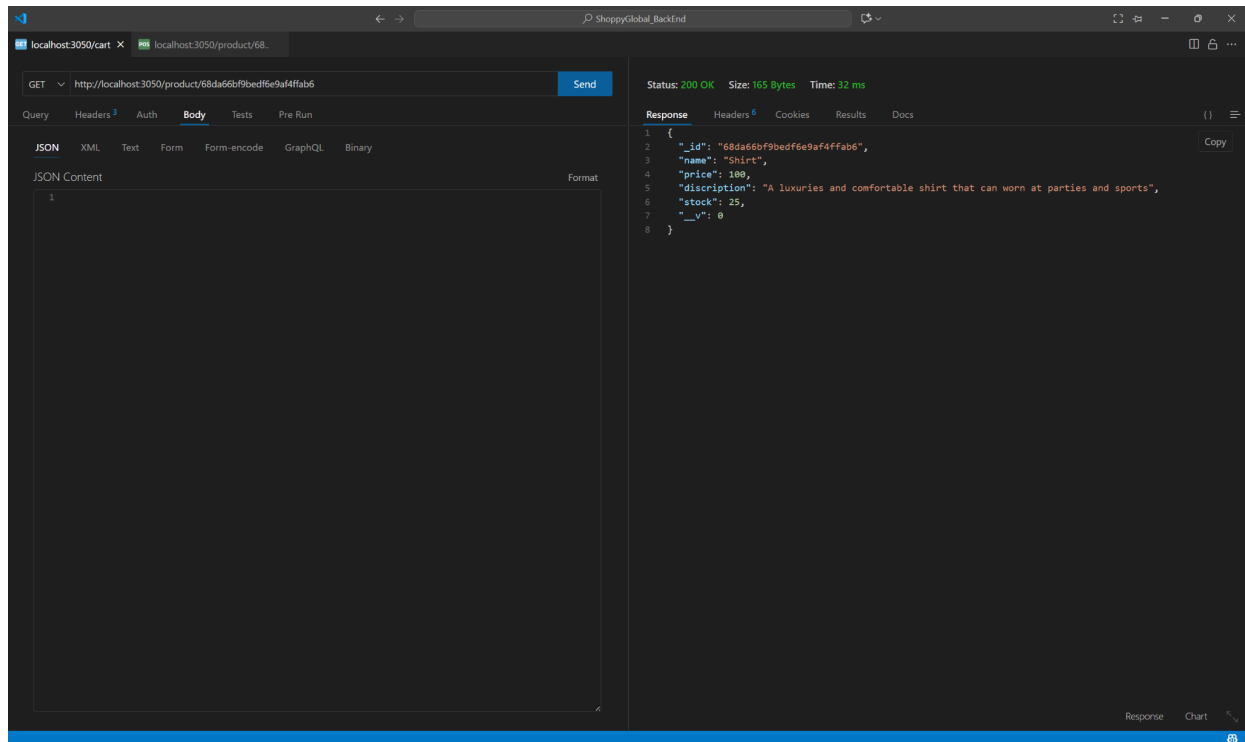 ShoppyGlobal_BackEnd
GET localhost:3050/cart POS localhost:3050/product/68..
GET http://localhost:3050/product/68da66bf9bedf6e9af4ffab6 Send
Query Headers 3 Auth Body Tests Pre Run
JSON XML Text Form Form-encode GraphQL Binary
JSON Content Format
1
Status: 200 OK Size: 165 Bytes Time: 32 ms
Response Headers 6 Cookies Results Docs {}
Copy
1 {
2 "_id": "68da66bf9bedf6e9af4ffab6",
3 "name": "Shirt",
4 "price": 100,
5 "discription": "A luxuries and comfortable shirt that can worn at parties and sports",
6 "stock": 25,
7 "__v": 0
8 }
Response Chart